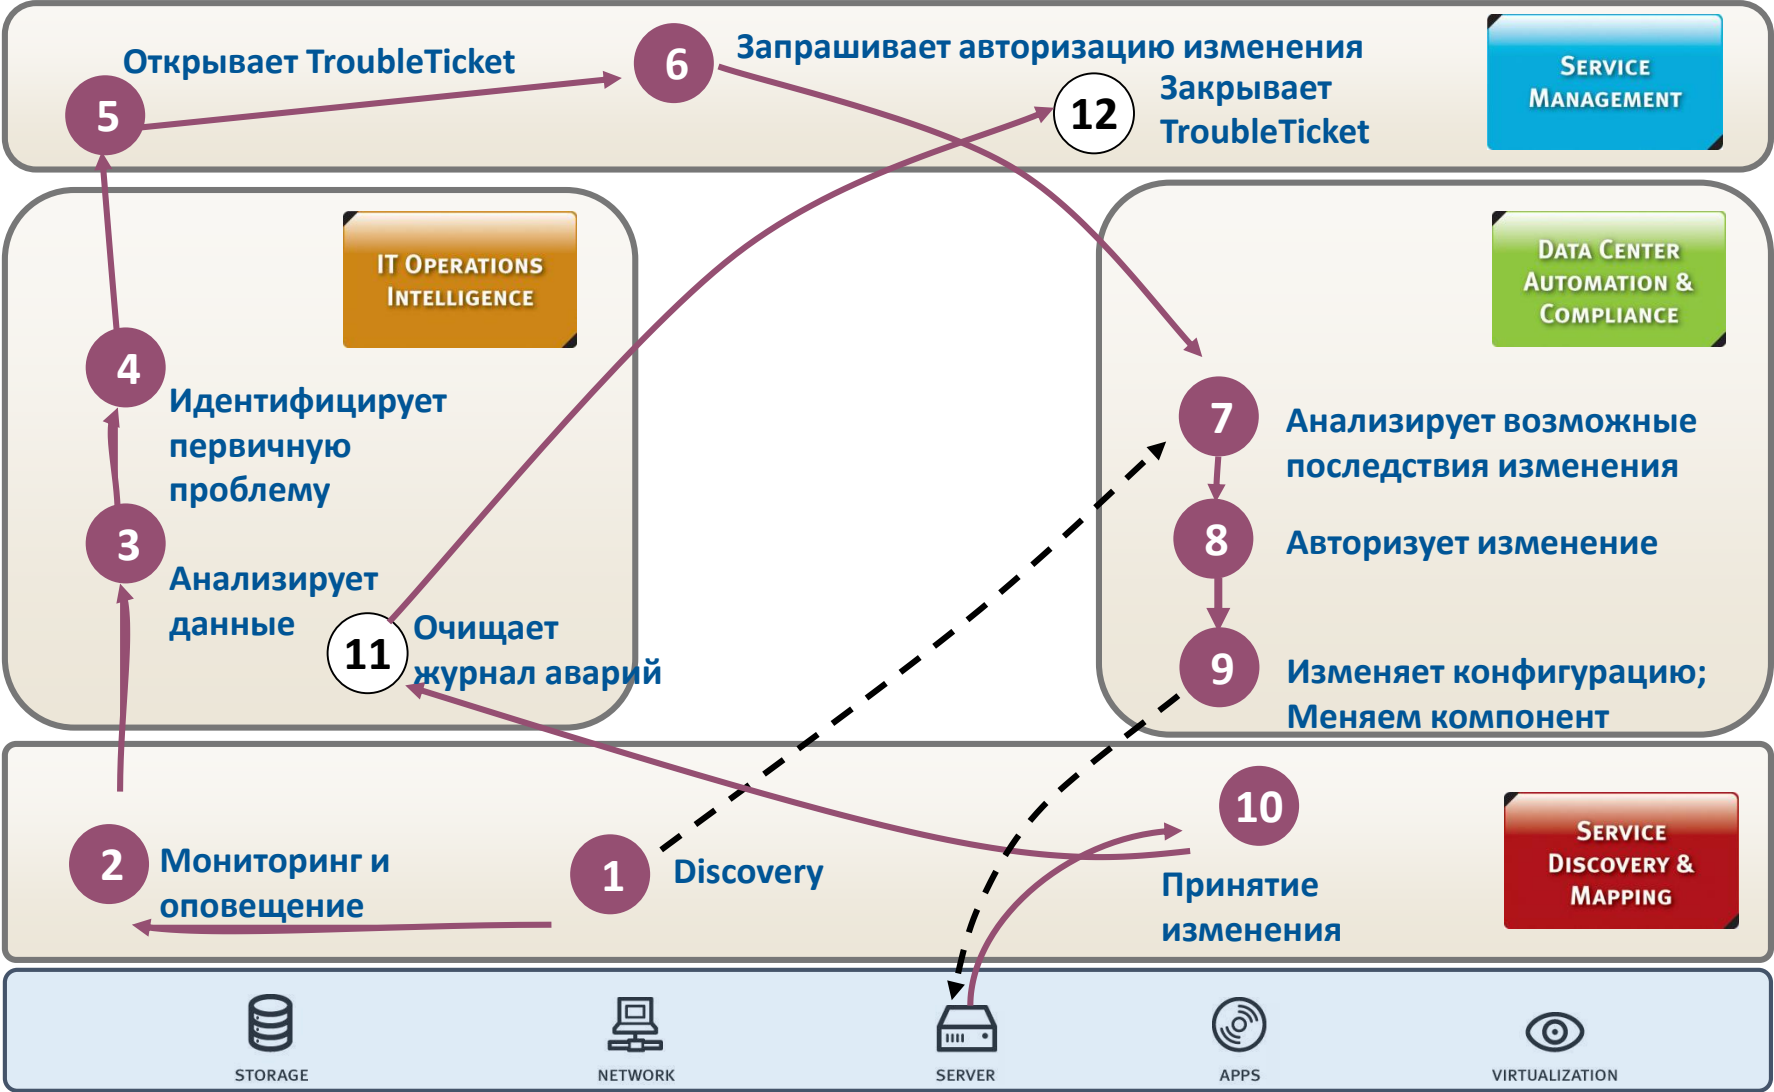 Открывает TroubleTicket
5
6
Запрашивает авторизацию изменения
12
Закрывает
TroubleTicket
SERVICE
MANAGEMENT
IT OPERATIONS
INTELLIGENCE
4
Идентифицирует
первичную
проблему
3
Анализирует
данные
11
Очищает
журнал аварий
DATA CENTER
AUTOMATION &
COMPLIANCE
7
Анализирует возможные
последствия изменения
8
Авторизует изменение
9
Изменяет конфигурацию;
Меняем компонент
2
Мониторинг и
оповещение
1
Discovery
10
Принятие
изменения
SERVICE
DISCOVERY &
MAPPING
STORAGE
NETWORK
SERVER
APPS
VIRTUALIZATION